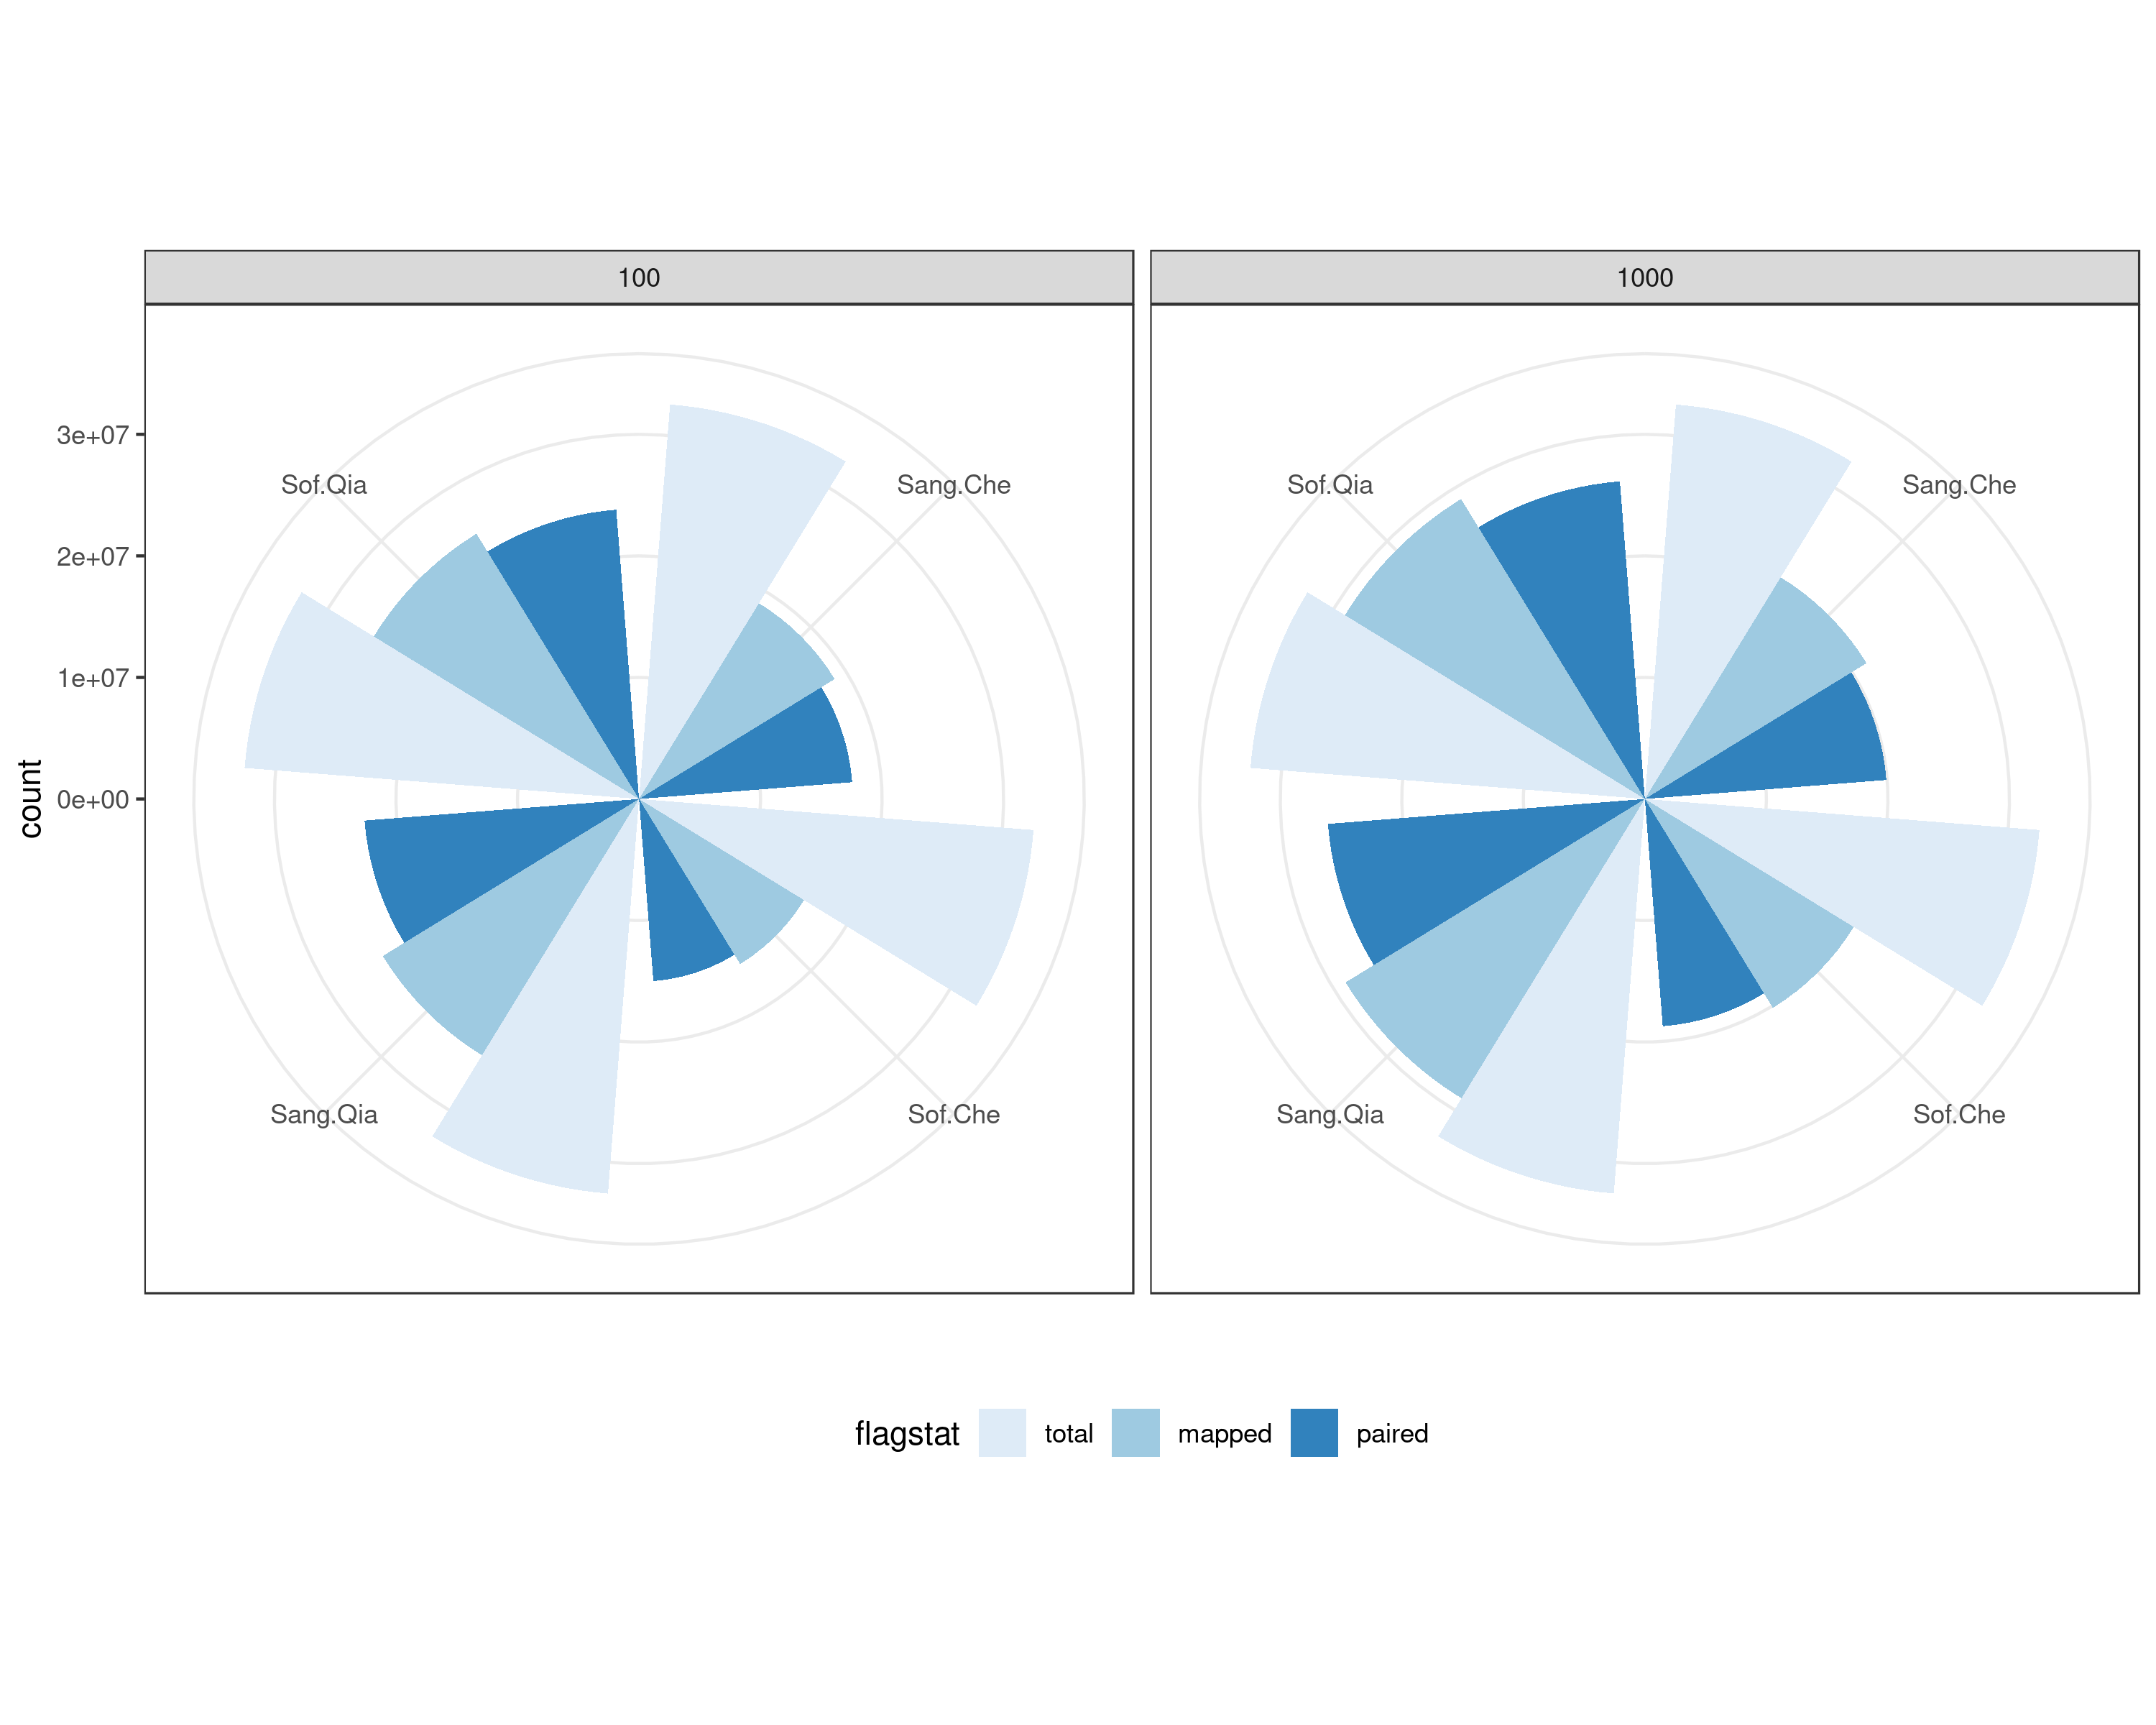 100
1000
3e+07
2e+07
1e+07
0e+00
count
Sof.Qia
Sang.Che
Sang.Qia
Sof.Che
Sof.Qia
Sang.Che
Sang.Qia
Sof.Che
flagstat total mapped paired